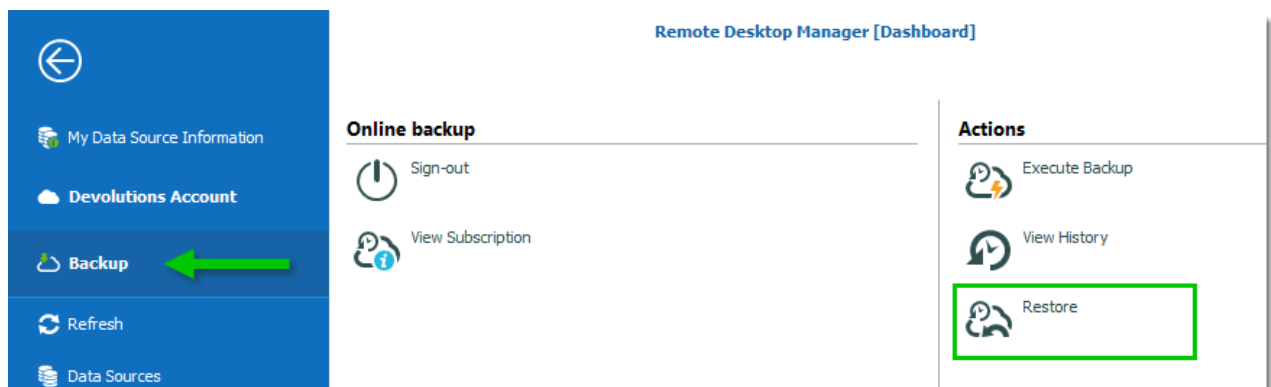 Remote Desktop Manager [Dashboard]
My Data Source Information
Devolutions Account
Backup
Refresh
Data Sources
Online backup
Sign-out
View Subscription
Actions
Execute Backup
View History
Restore